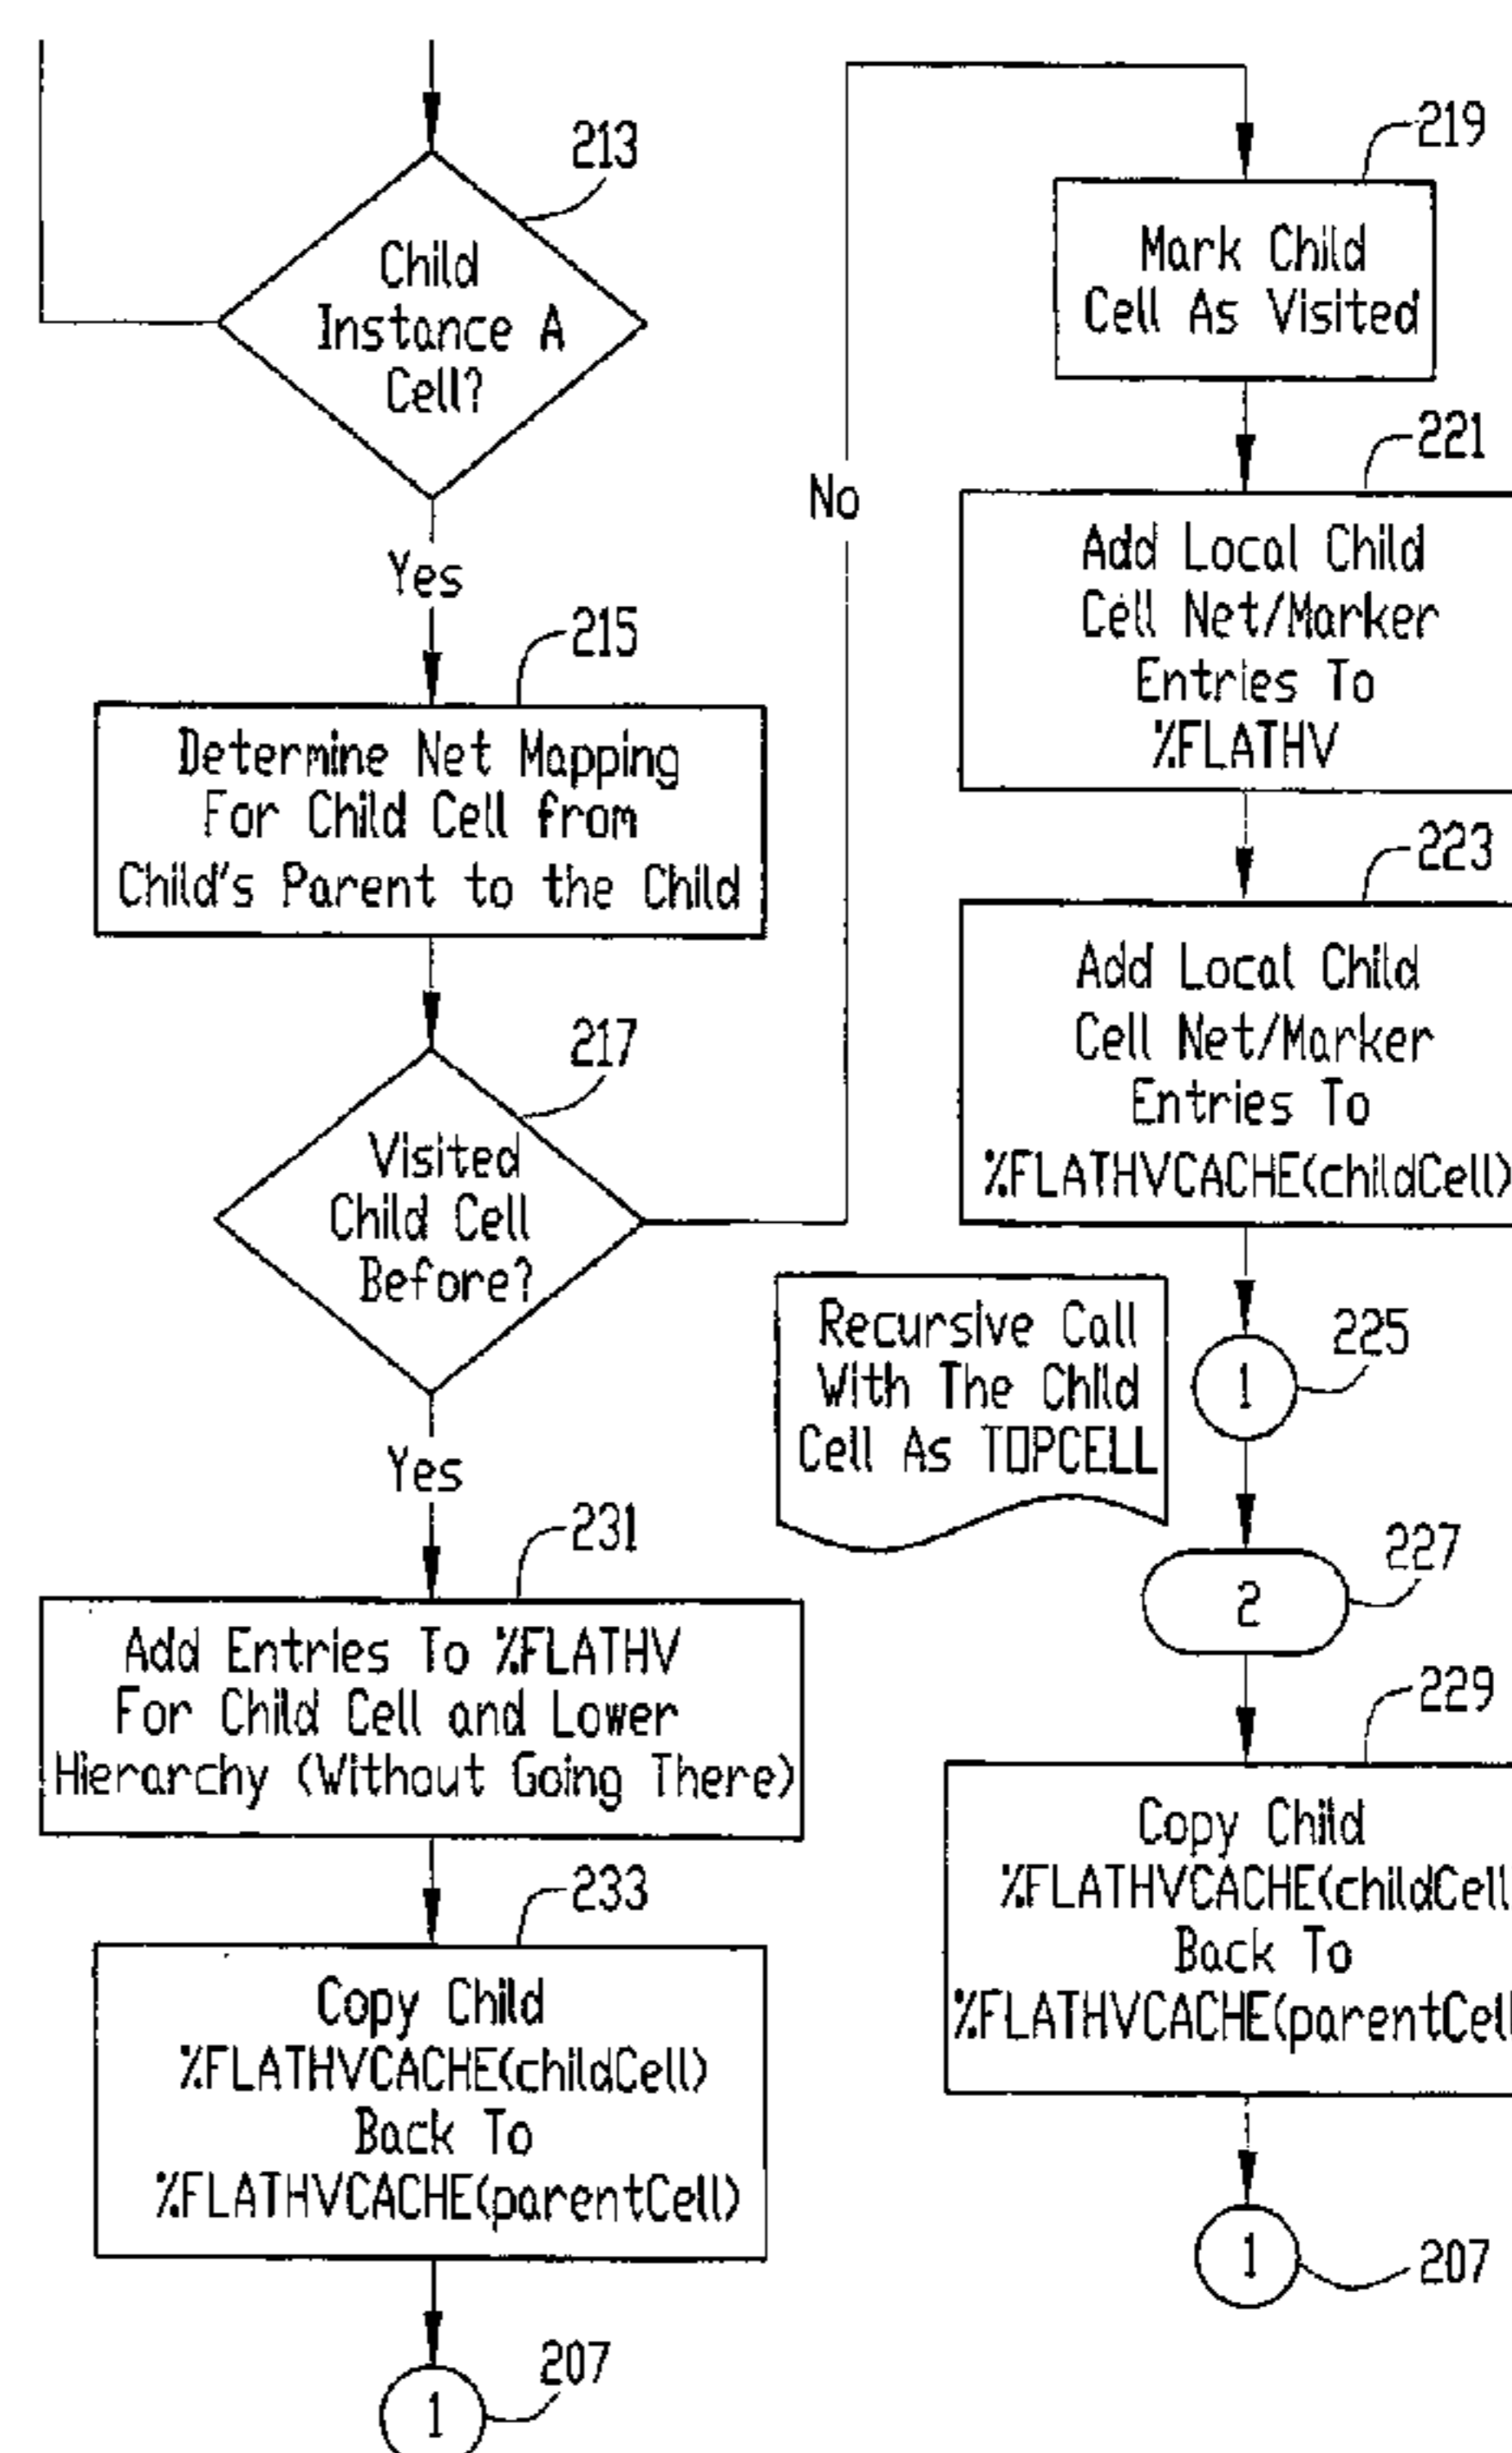 213
Child
Instance A
Cell?
Yes
215
Determine Net Mapping
For Child Cell from
Child's Parent to the Child
217
Visited
Child Cell
Before?
Yes
231
Add Entries To %FLATHV
For Child Cell and Lower
Hierarchy (Without Going There)
233
Copy Child
%FLATHVCACHE(childCell)
Back To
%FLATHVCACHE(parentCell)
207
1
No
219
Mark Child
Cell As Visited
221
Add Local Child
Cell Net/Marker
Entries To
%FLATHV
223
Add Local Child
Cell Net/Marker
Entries To
%FLATHVCACHE(childCell)
Recursive Call
With The Child
Cell As TOPCELL
225
1
227
2
229
Copy Child
%FLATHVCACHE(childCell
Back To
%FLATHVCACHE(parentCell
1
207